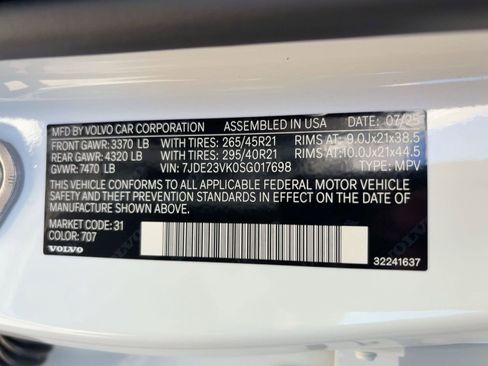 MFD BY VOLVO CAR CORPORATION ASSEMBLED IN USA DATE: 07/25
FRONT GAWR: 3370 LB WITH TIRES: 265/45R21 RIMS AT: 9.0Jx21x38.5
REAR GAWR: 4320 LB WITH TIRES: 295/40R21 RIMS AT: 10.0Jx21x44.5
GVWR: 7470 LB VIN: 7JDE23VK0SG017698 TYPE: MPV
THIS VEHICLE CONFORMS TO ALL APPLICABLE FEDERAL MOTOR VEHICLE
SAFETY AND THEFT PREVENTION STANDARDS IN EFFECT ON THE DATE
OF MANUFACTURE SHOWN ABOVE.
MARKET CODE: 31
COLOR: 707
VOLVO
32241637